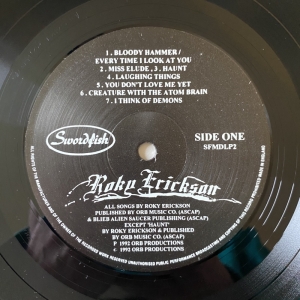 1. BLOODY HAMMER/
EVERY TIME I LOOK AT YOU
2. MISS ELUDE, 3. HAUNT
4. LAUGHING THINGS
5. YOU DON'T LOVE ME YET
6. CREATURE WITH THE ATOM BRAIN
7. I THINK OF DEMONS
Swordfish
SIDE ONE
SFMDLP2
Roky Erickson
ALL SONGS BY ROKY ERICKSON
PUBLISHED BY ORB MUSIC CO. (ASCAP)
& BLEIB ALIEN SAUCER PUBLISHING (ASCAP)
EXCEPT 'HAUNT'
BY ROKY ERICKSON & PUBLISHED
BY ORB MUSIC CO. (ASCAP)
P 1992 ORB PRODUCTIONS
© 1992 ORB PRODUCTIONS